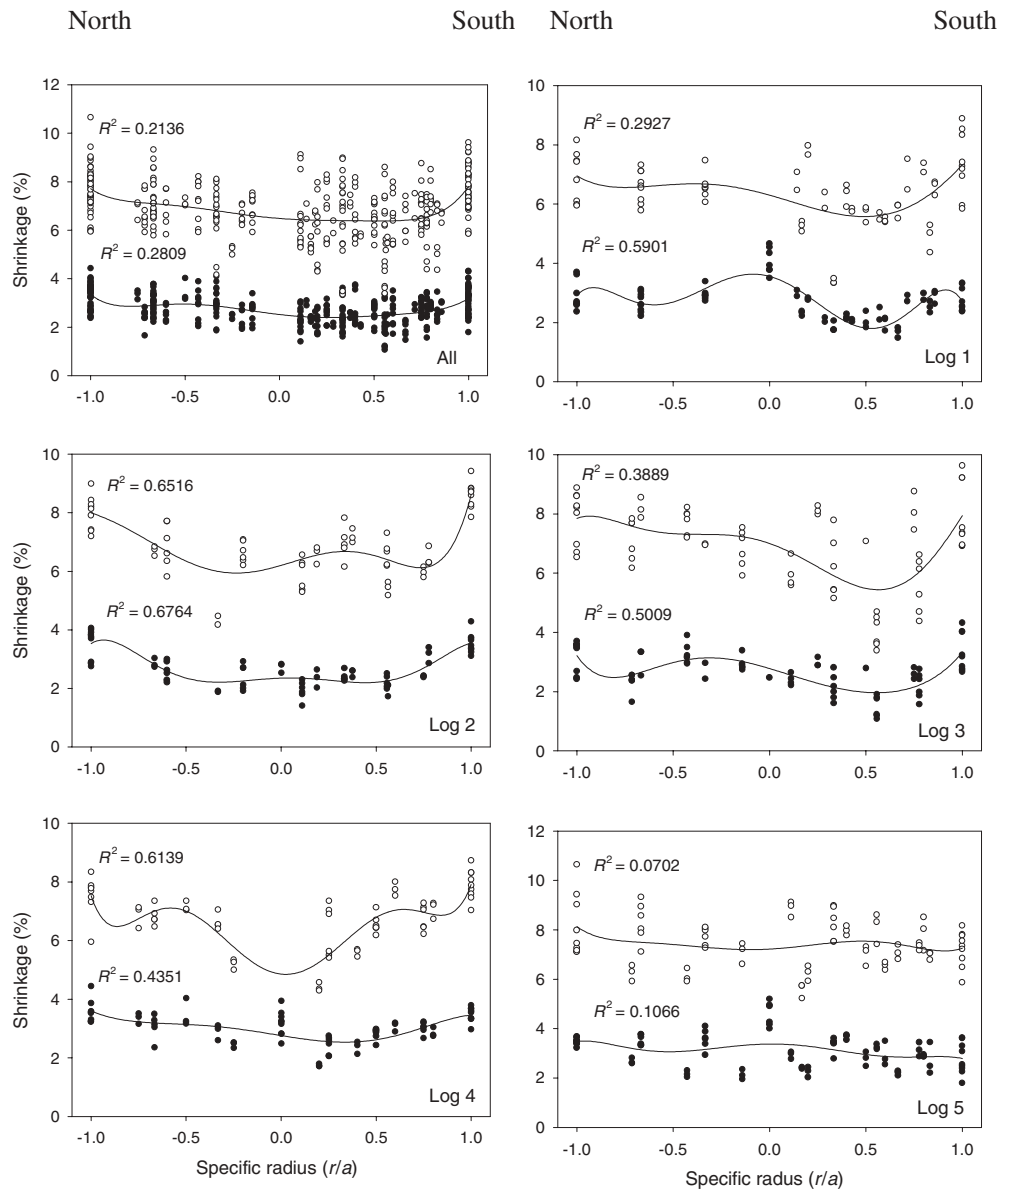 North South North South
12
10
8
6
4
2
0
Shrinkage (%)
R² = 0.2136
R² = 0.2809
All
-1.0 -0.5 0.0 0.5 1.0
10
8
6
4
2
0
R² = 0.2927
R² = 0.5901
Log 1
-1.0 -0.5 0.0 0.5 1.0
10
8
6
4
2
0
Shrinkage (%)
R² = 0.6516
R² = 0.6764
Log 2
-1.0 -0.5 0.0 0.5 1.0
10
8
6
4
2
0
R² = 0.3889
R² = 0.5009
Log 3
-1.0 -0.5 0.0 0.5 1.0
10
8
6
4
2
0
Shrinkage (%)
R² = 0.6139
R² = 0.4351
Log 4
-1.0 -0.5 0.0 0.5 1.0
Specific radius (r/a)
12
10
8
6
4
2
0
R² = 0.0702
R² = 0.1066
Log 5
-1.0 -0.5 0.0 0.5 1.0
Specific radius (r/a)